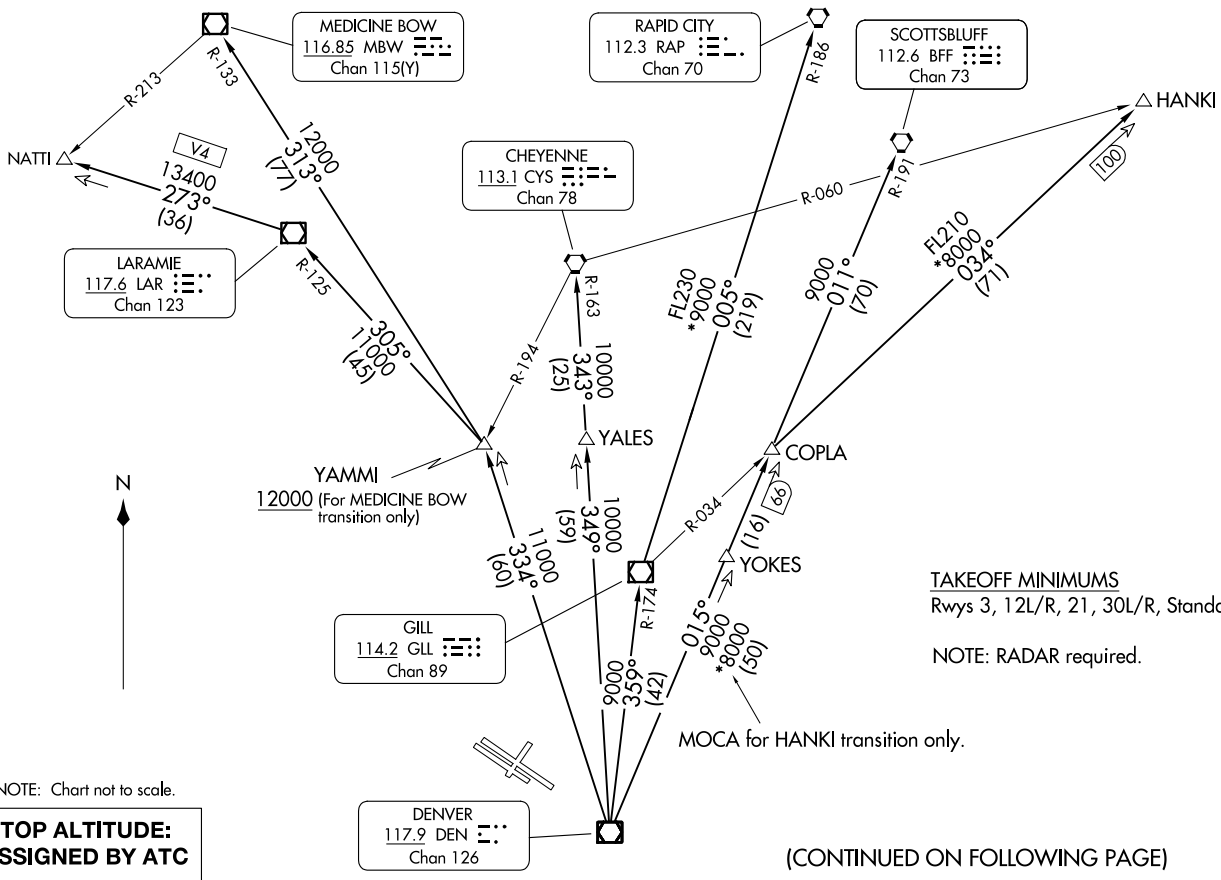 MEDICINE BOW
116.85 MBW
Chan 115(Y)
RAPID CITY
112.3 RAP
Chan 70
SCOTTSBLUFF
112.6 BFF
Chan 73
R-213
R-133
R-186
HANKI
NATTI
V4
13400
273°
(36)
12000
313°
(77)
CHEYENNE
113.1 CYS
Chan 78
R-191
100
R-060
LARAMIE
117.6 LAR
Chan 123
R-125
R-163
FL230
*9000
005°
(219)
9000
011°
(70)
FL210
*8000
034°
(71)
305°
11000
(45)
R-194
10000
343°
(25)
YALES
COPLA
YAMMI
12000 (For MEDICINE BOW
transition only)
N
66
(16)
R-034
11000
334°
(60)
10000
349°
(59)
YOKES
R-174
TAKEOFF MINIMUMS
Rwys 3, 12L/R, 21, 30L/R, Standa
NOTE: RADAR required.
GILL
114.2 GLL
Chan 89
9000
359°
(42)
015°
9000
*8000
(50)
MOCA for HANKI transition only.
NOTE: Chart not to scale.
TOP ALTITUDE:
SSIGNED BY ATC
DENVER
117.9 DEN
Chan 126
(CONTINUED ON FOLLOWING PAGE)